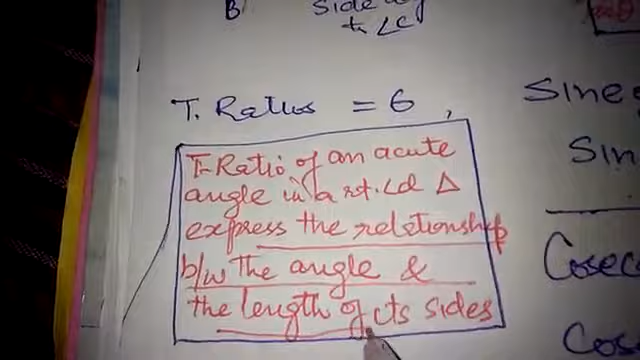 B Side
to ∠C
T. Ratios = 6,
T-Ratio of an acute
angle in a rt. ∠d Δ
express the relationship
b/w the angle &
the length of its sides
Sine
Sin
Cosec
Cos